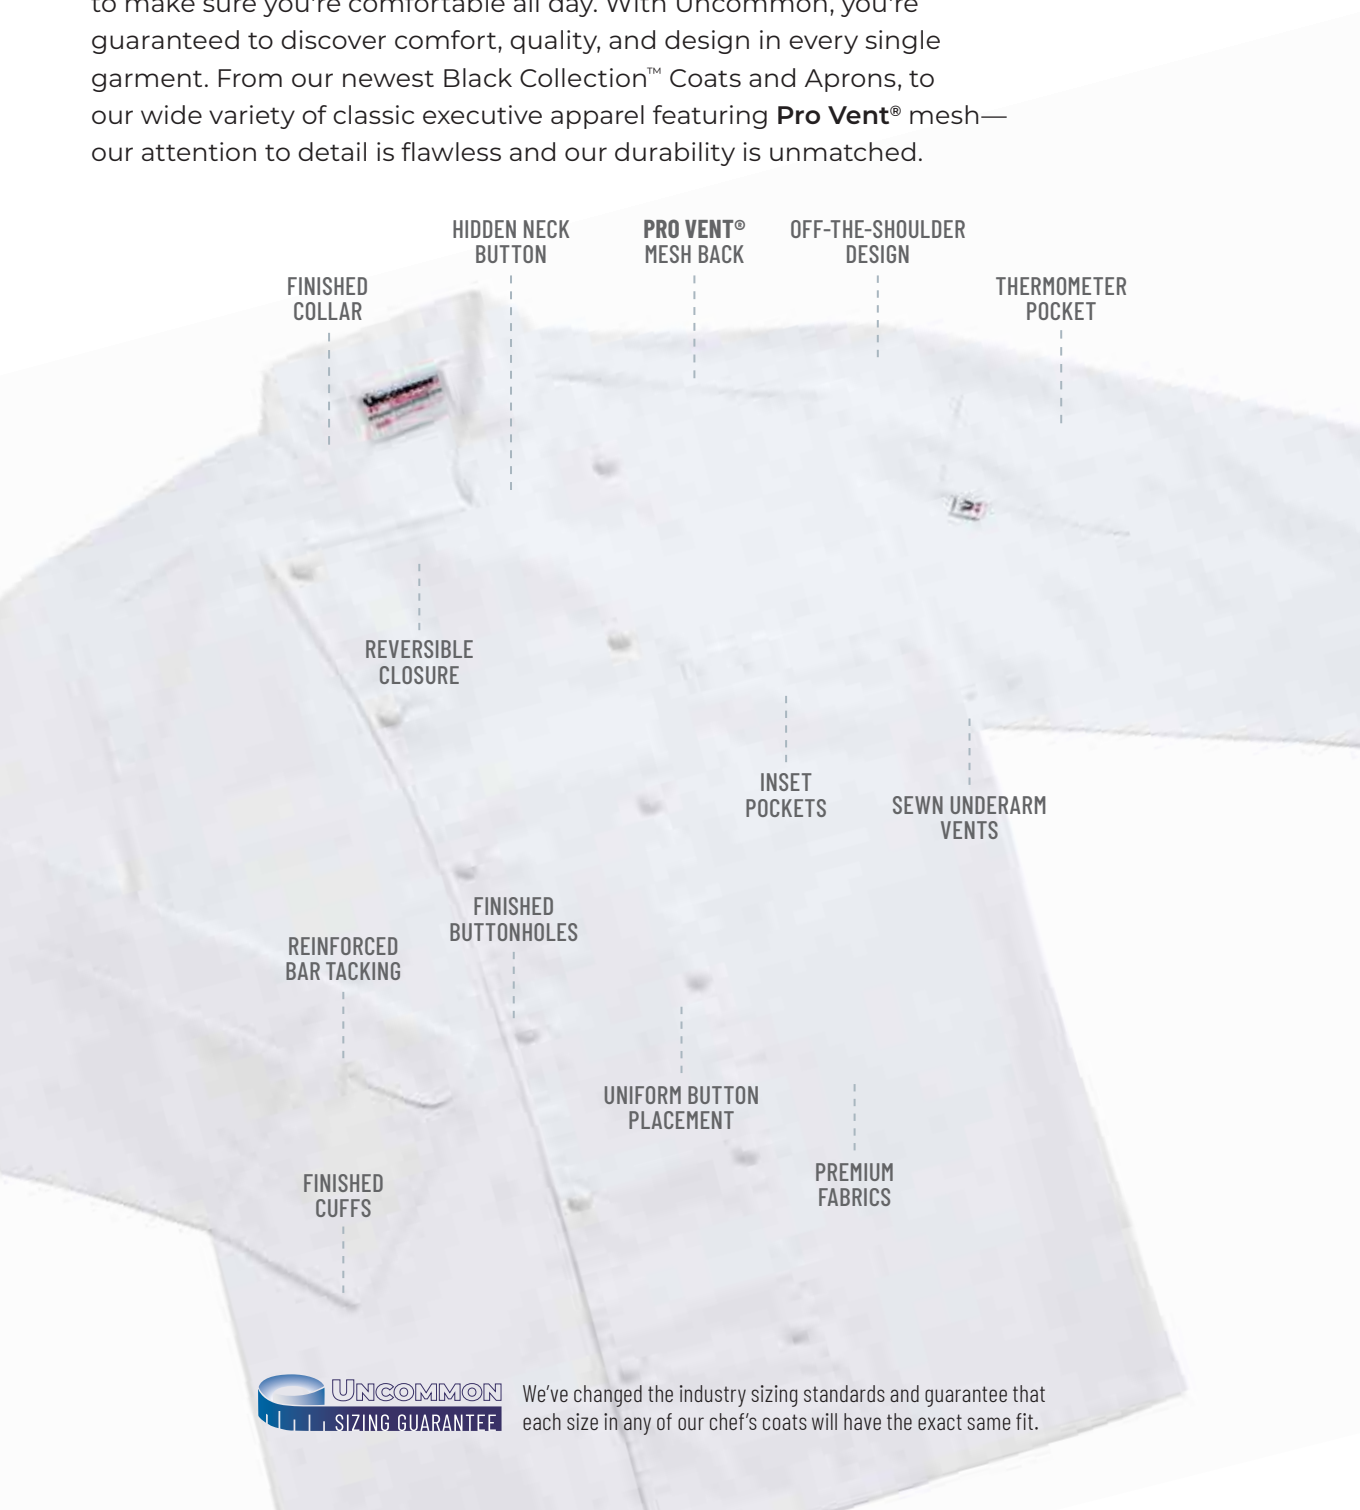 to make sure you're comfortable all day. With Uncommon, you're
guaranteed to discover comfort, quality, and design in every single
garment. From our newest Black Collection™ Coats and Aprons, to
our wide variety of classic executive apparel featuring Pro Vent® mesh—
our attention to detail is flawless and our durability is unmatched.
HIDDEN NECK
BUTTON
PRO VENT®
MESH BACK
OFF-THE-SHOULDER
DESIGN
FINISHED
COLLAR
THERMOMETER
POCKET
UNCOMMON
REVERSIBLE
CLOSURE
INSET
POCKETS
SEWN UNDERARM
VENTS
FINISHED
BUTTONHOLES
REINFORCED
BAR TACKING
UNIFORM BUTTON
PLACEMENT
PREMIUM
FABRICS
FINISHED
CUFFS
UNCOMMON
SIZING GUARANTEE
We've changed the industry sizing standards and guarantee that
each size in any of our chef's coats will have the exact same fit.